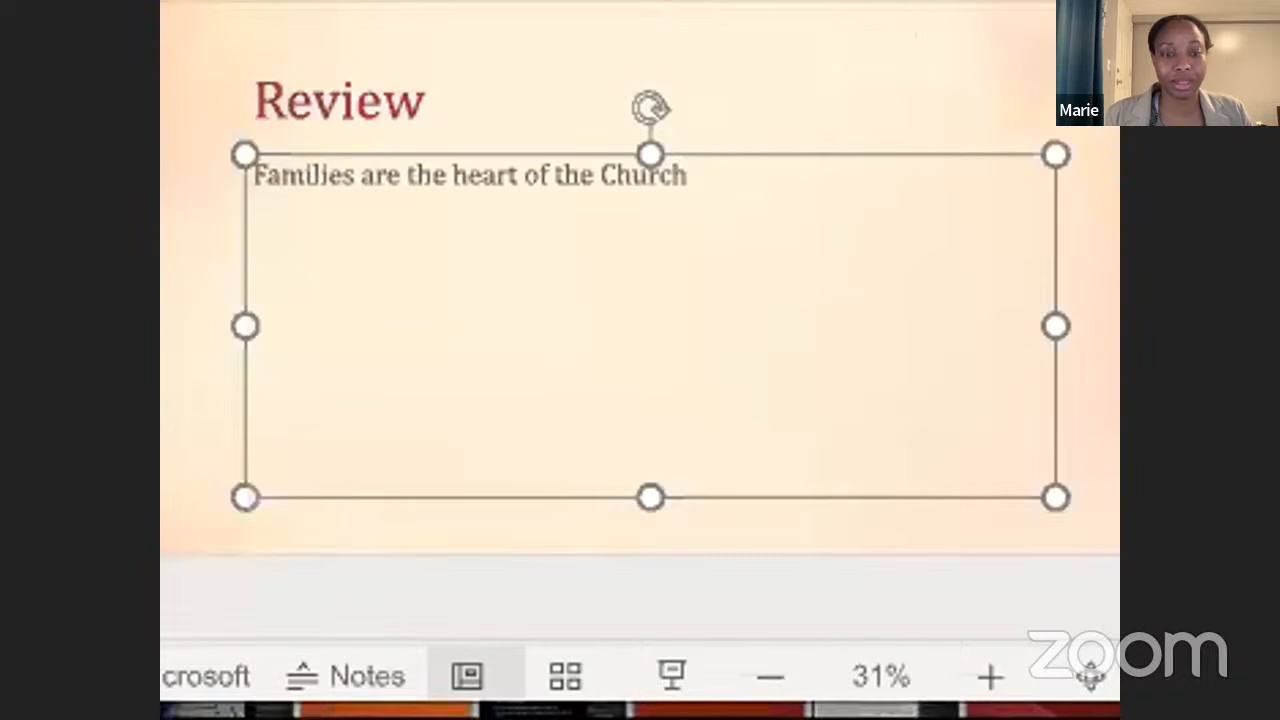 Review
Marie
Families are the heart of the Church
crosoft
Notes
31%
zoom